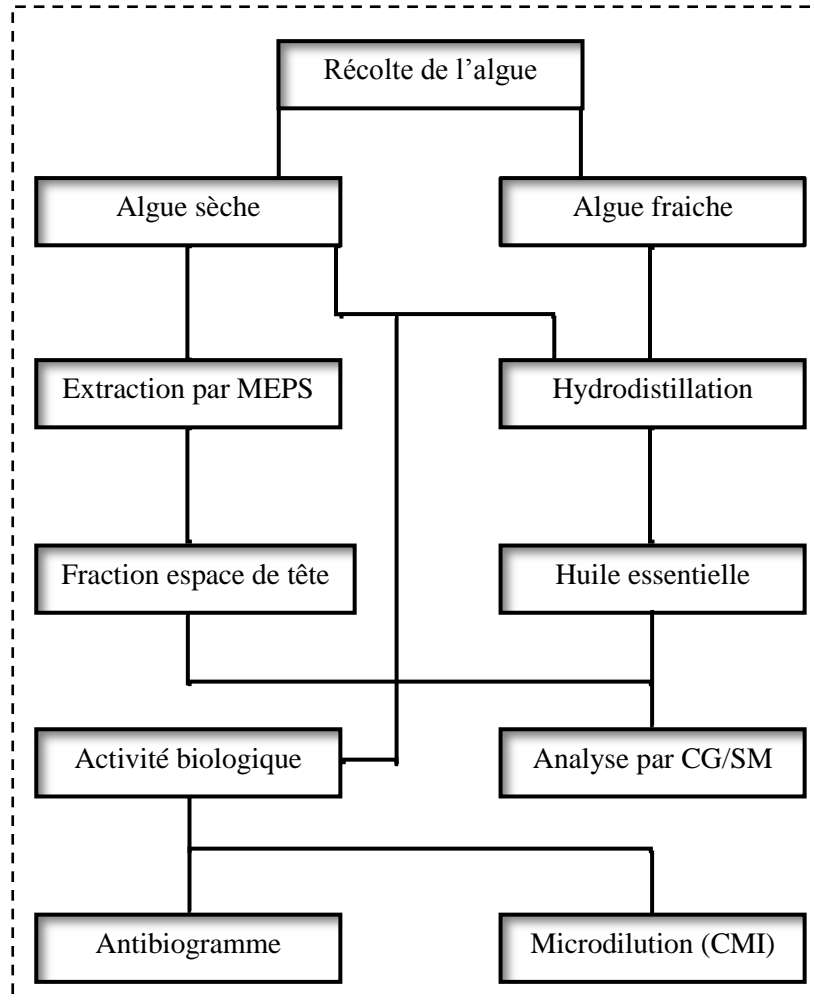 Récolte de l’algue
Algue sèche
Algue fraiche
Extraction par MEPS
Hydrodistillation
Fraction espace de tête
Huile essentielle
Activité biologique
Analyse par CG/SM
Antibiogramme
Microdilution (CMI)